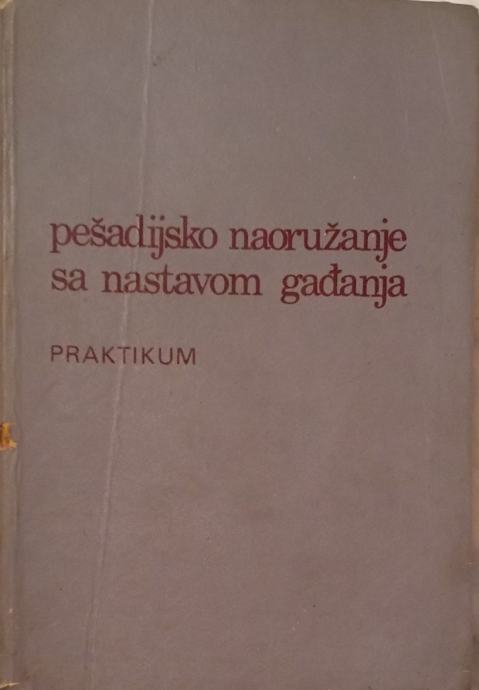 pešadijsko naoružanje
sa nastavom gađanja
PRAKTIKUM